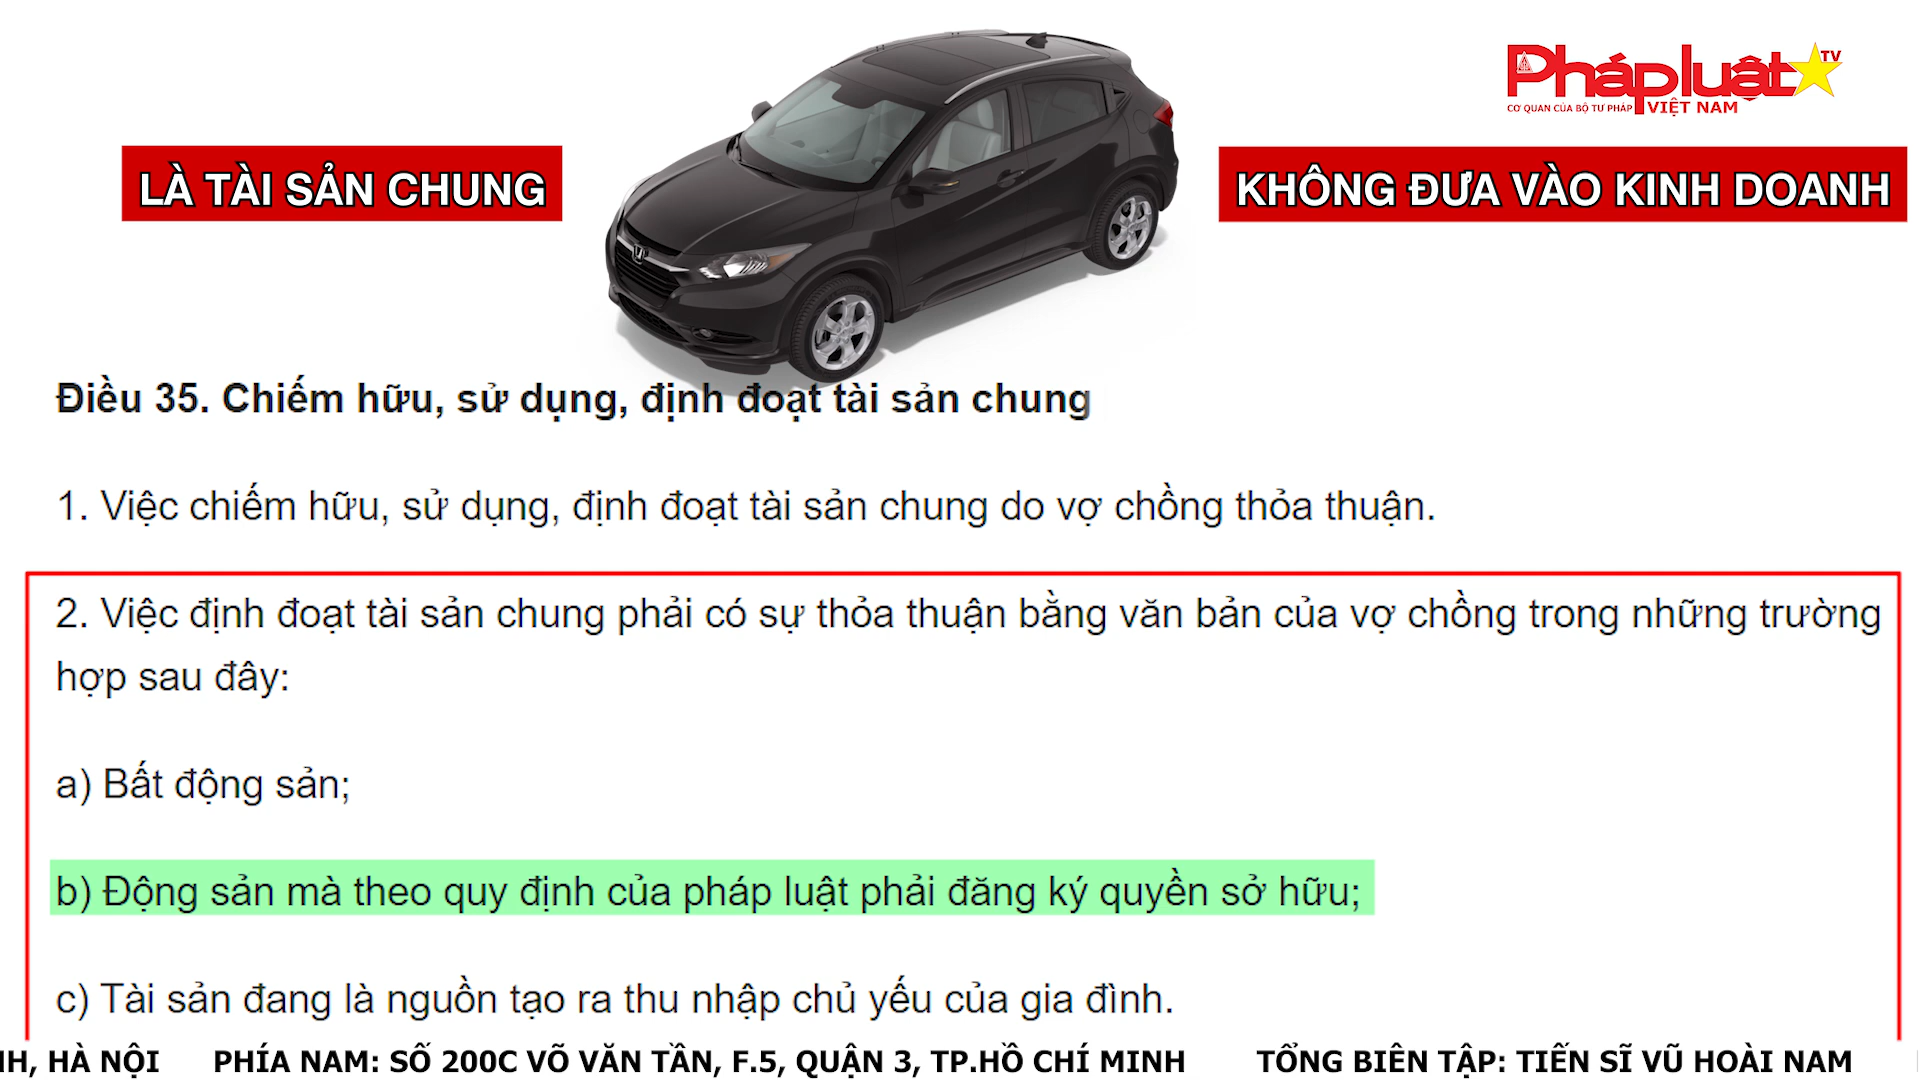 Phápluật TV
CƠ QUAN CỦA BỘ TƯ PHÁP VIỆT NAM
LÀ TÀI SẢN CHUNG
KHÔNG ĐƯA VÀO KINH DOANH
Điều 35. Chiếm hữu, sử dụng, định đoạt tài sản chung
1. Việc chiếm hữu, sử dụng, định đoạt tài sản chung do vợ chồng thỏa thuận.
2. Việc định đoạt tài sản chung phải có sự thỏa thuận bằng văn bản của vợ chồng trong những trường
hợp sau đây:
a) Bất động sản;
b) Động sản mà theo quy định của pháp luật phải đăng ký quyền sở hữu;
c) Tài sản đang là nguồn tạo ra thu nhập chủ yếu của gia đình.
NH, HÀ NỘI PHÍA NAM: SỐ 200C VÕ VĂN TẦN, F.5, QUẬN 3, TP.HỒ CHÍ MINH TỔNG BIÊN TẬP: TIẾN SĨ VŨ HOÀI NAM